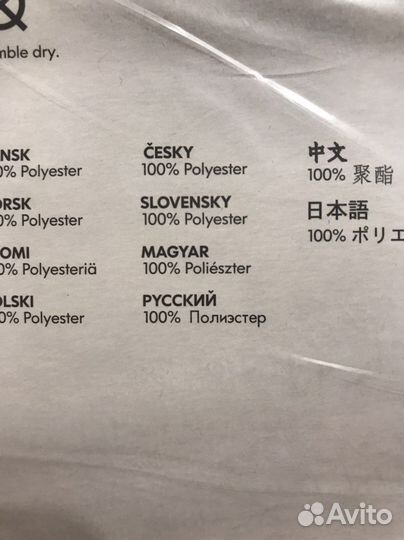 mble dry.
NSK
0% Polyester
ORSK
0% Polyester
OMI
0% Polyesteriä
OLSKI
0% Polyester
ČESKY
100% Polyester
SLOVENSKY
100% Polyester
MAGYAR
100% Poliészter
РУССКИЙ
100% Полиэстер
中文
100% 聚酯
日本語
100% ポリエ
Avito